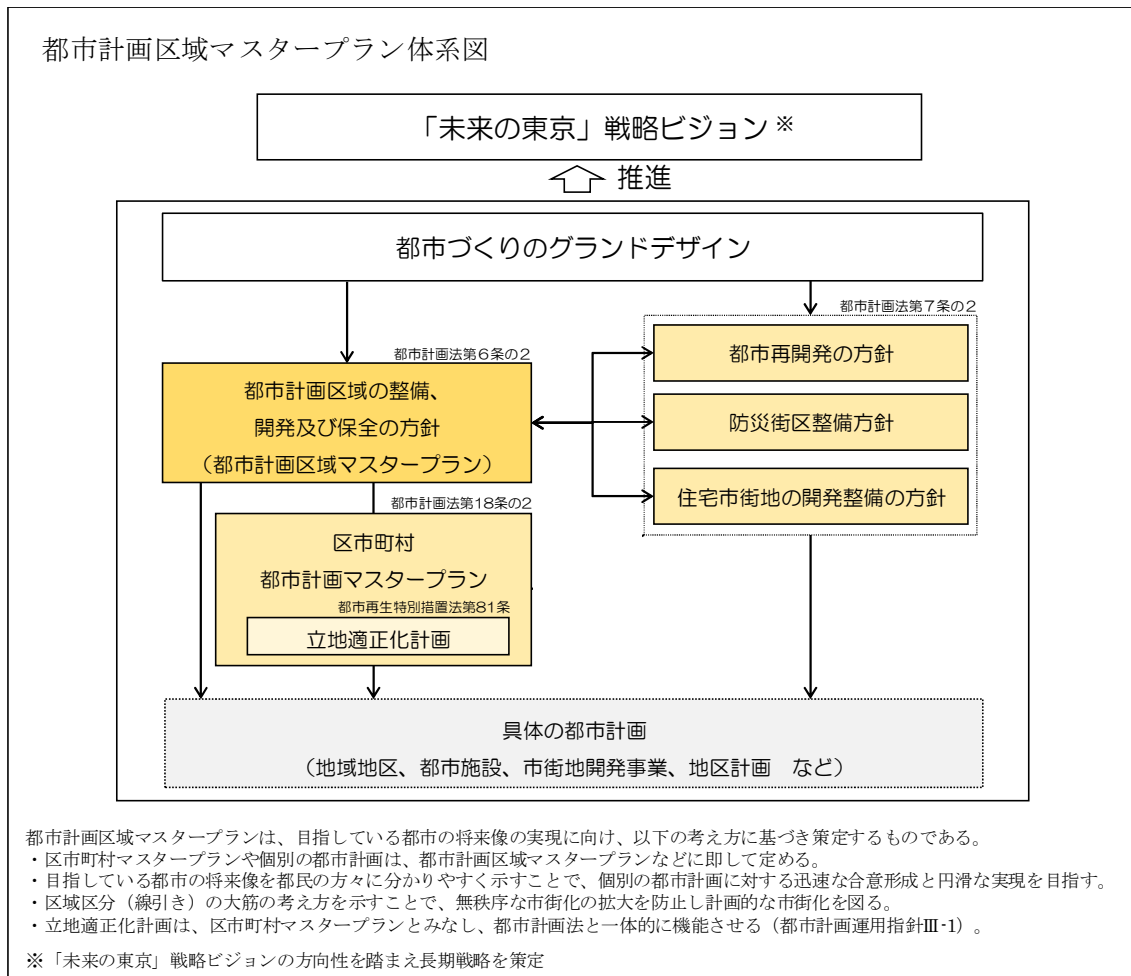 都市計画区域マスタープラン体系図
「未来の東京」戦略ビジョン※
推進
都市づくりのグランドデザイン
都市計画法第7条の2
都市再開発の方針
都市計画法第6条の2
都市計画区域の整備、
開発及び保全の方針
（都市計画区域マスタープラン）
防災街区整備方針
住宅市街地の開発整備の方針
都市計画法第18条の2
区市町村
都市計画マスタープラン
都市再生特別措置法第81条
立地適正化計画
具体の都市計画
（地域地区、都市施設、市街地開発事業、地区計画　など）
都市計画区域マスタープランは、目指している都市の将来像の実現に向け、以下の考え方に基づき策定するものである。
・区市町村マスタープランや個別の都市計画は、都市計画区域マスタープランなどに即して定める。
・目指している都市の将来像を都民の方々に分かりやすく示すことで、個別の都市計画に対する迅速な合意形成と円滑な実現を目指す。
・区域区分（線引き）の大筋の考え方を示すことで、無秩序な市街化の拡大を防止し計画的な市街化を図る。
・立地適正化計画は、区市町村マスタープランとみなし、都市計画法と一体的に機能させる（都市計画運用指針Ⅲ-1）。
※「未来の東京」戦略ビジョンの方向性を踏まえ長期戦略を策定